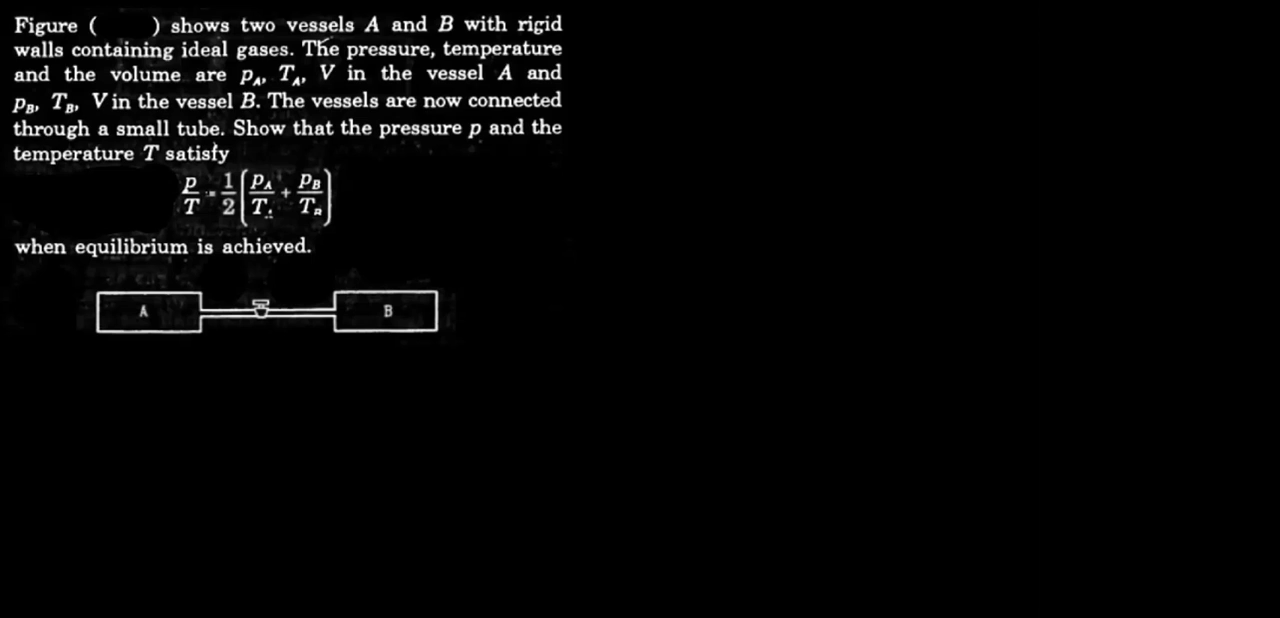 Figure ( ) shows two vessels A and B with rigid
walls containing ideal gases. The pressure, temperature
and the volume are p_A, T_A, V in the vessel A and
p_B, T_B, V in the vessel B. The vessels are now connected
through a small tube. Show that the pressure p and the
temperature T satisfy
p/T = 1/2 (p_A/T_A + p_B/T_B)
when equilibrium is achieved.
A B